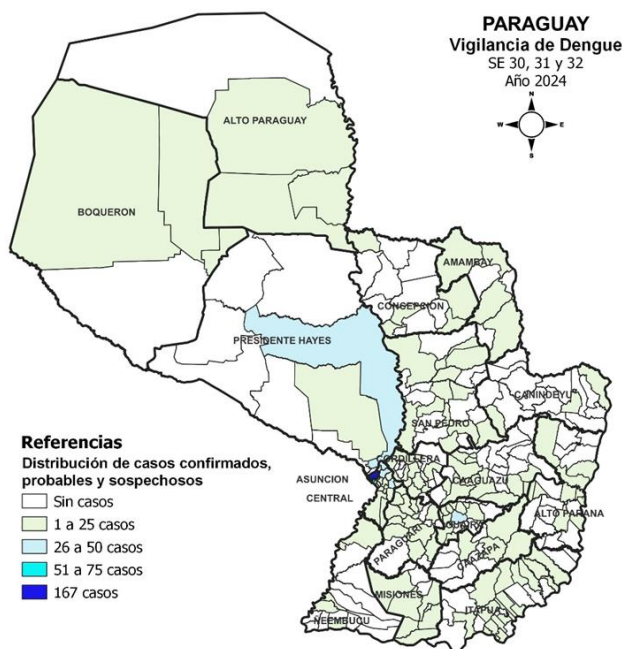 PARAGUAY
Vigilancia de Dengue
SE 30, 31 y 32
Año 2024
N
W
E
S
ALTO PARAGUAY
BOQUERON
AMAMBAY
CONCEPCION
PRESIDENTE HAYES
CANINDEYU
SAN PEDRO
CORDILLERA
ASUNCION
CENTRAL
CAAGUAZU
ALTO PARANA
GUAIRA
PARAGUARI
CAAZAPA
MISIONES
ITAPUA
ÑEEMBUCU
Referencias
Distribución de casos confirmados,
probables y sospechosos
Sin casos
1 a 25 casos
26 a 50 casos
51 a 75 casos
167 casos